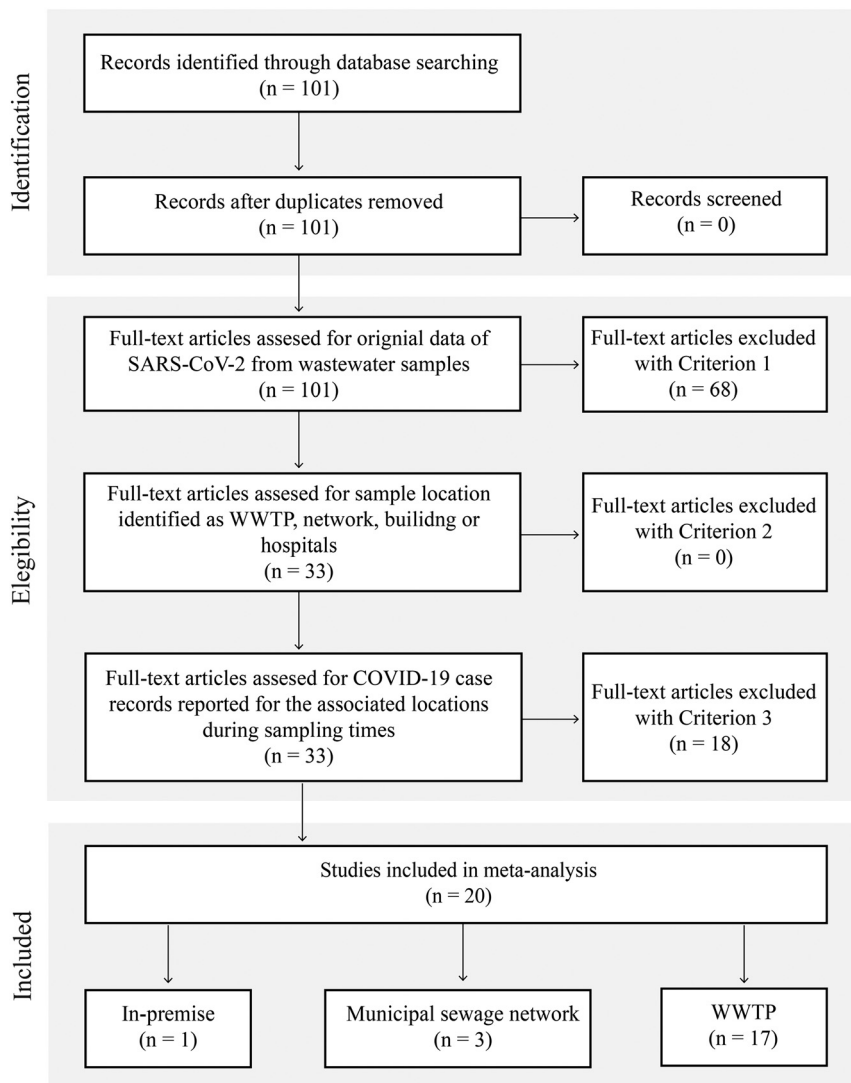 Identification
Records identified through database searching
(n = 101)
Records after duplicates removed
(n = 101)
Records screened
(n = 0)
Elegibility
Full-text articles assesed for orignial data of
SARS-CoV-2 from wastewater samples
(n = 101)
Full-text articles excluded
with Criterion 1
(n = 68)
Full-text articles assesed for sample location
identified as WWTP, network, builidng or
hospitals
(n = 33)
Full-text articles excluded
with Criterion 2
(n = 0)
Full-text articles assesed for COVID-19 case
records reported for the associated locations
during sampling times
(n = 33)
Full-text articles excluded
with Criterion 3
(n = 18)
Included
Studies included in meta-analysis
(n = 20)
In-premise
(n = 1)
Municipal sewage network
(n = 3)
WWTP
(n = 17)